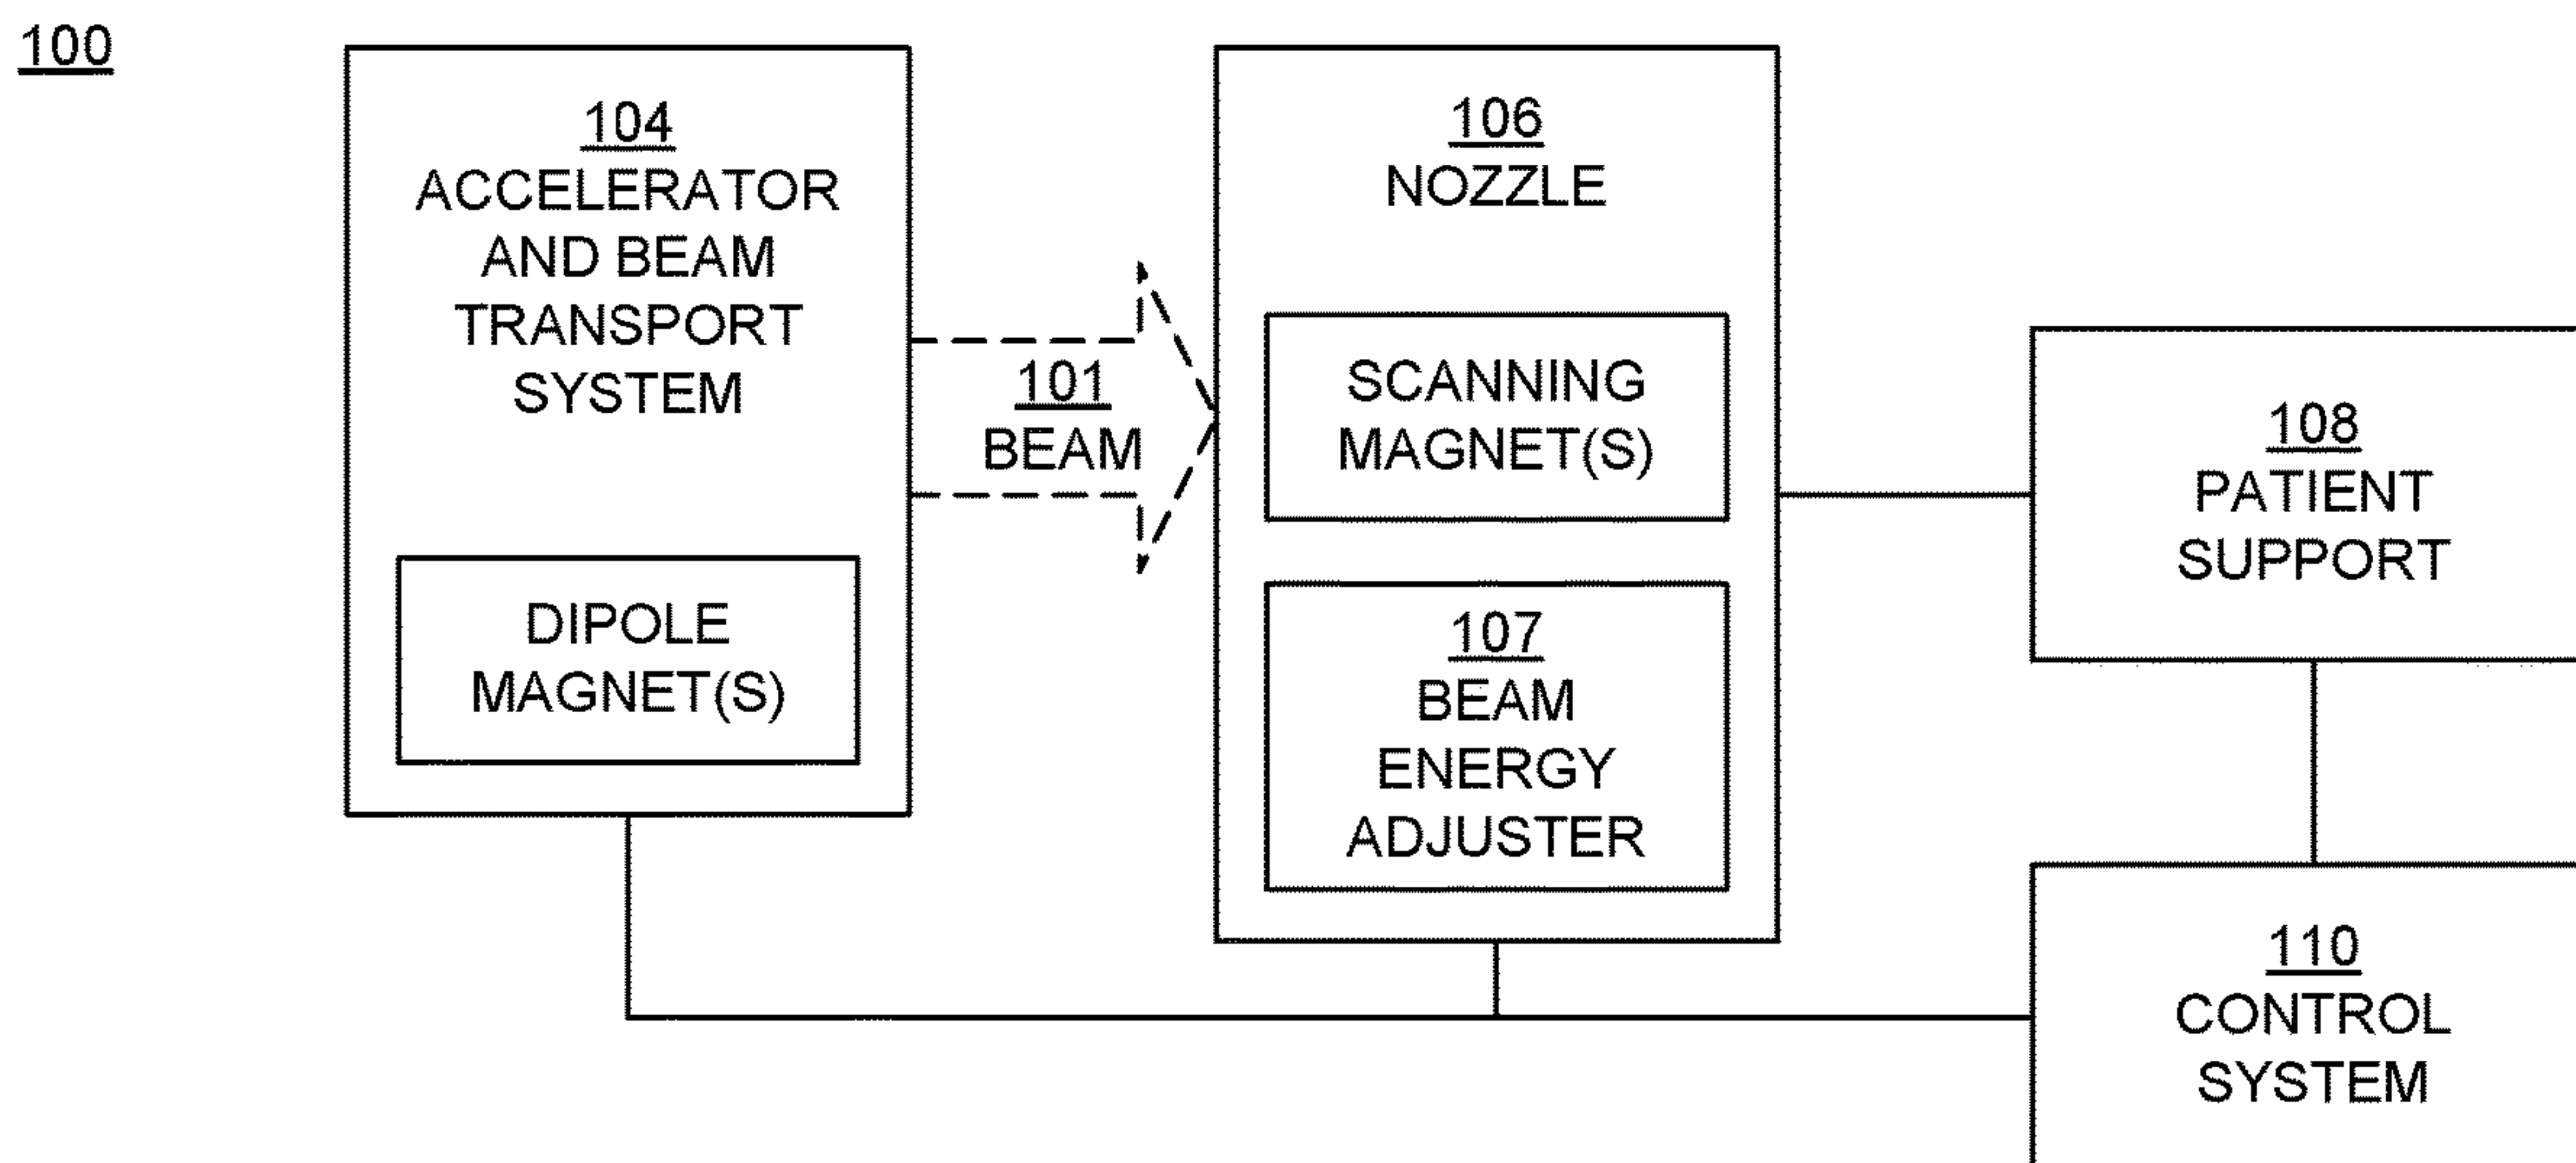 100
104
ACCELERATOR
AND BEAM
TRANSPORT
SYSTEM
DIPOLE
MAGNET(S)
101
BEAM
106
NOZZLE
SCANNING
MAGNET(S)
107
BEAM
ENERGY
ADJUSTER
108
PATIENT
SUPPORT
110
CONTROL
SYSTEM